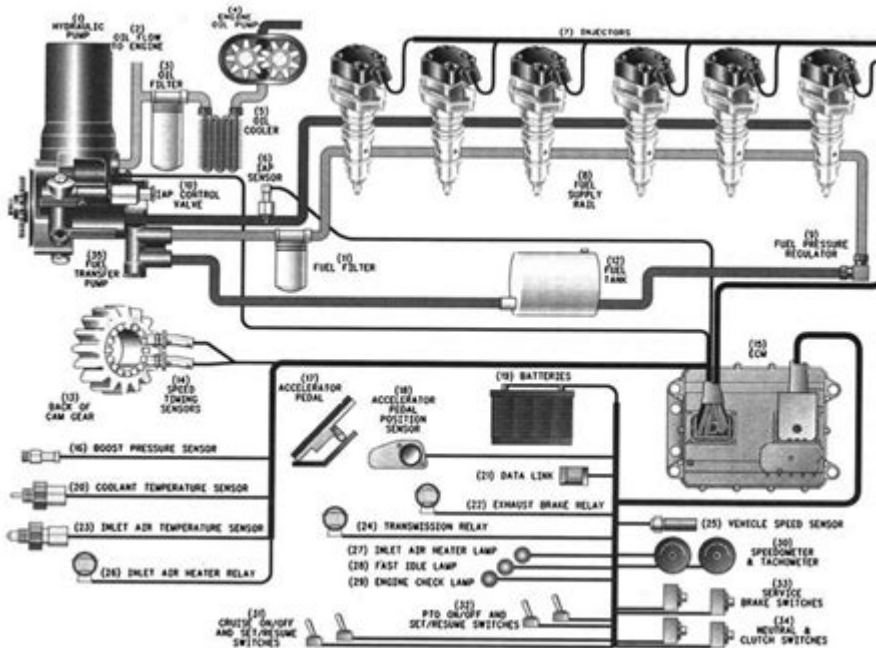 (1)
HYDRAULIC
PUMP
(2)
OIL FLOW
TO ENGINE
(3)
OIL
FILTER
(4)
ENGINE
OIL PUMP
(5)
OIL
COOLER
(6)
IAP
SENSOR
(7) INJECTORS
(8)
FUEL
SUPPLY
RAIL
(9)
FUEL PRESSURE
REGULATOR
(10)
IAP CONTROL
VALVE
(35)
FUEL
TRANSFER
PUMP
(11)
FUEL FILTER
(12)
FUEL
TANK
(13)
BACK OF
CAM GEAR
(14)
SPEED
TIMING
SENSORS
(15)
ECM
(17)
ACCELERATOR
PEDAL
(18)
ACCELERATOR
PEDAL
POSITION
SENSOR
(19) BATTERIES
(16) BOOST PRESSURE SENSOR
(20) COOLANT TEMPERATURE SENSOR
(21) DATA LINK
(22) EXHAUST BRAKE RELAY
(23) INLET AIR TEMPERATURE SENSOR
(24) TRANSMISSION RELAY
(25) VEHICLE SPEED SENSOR
(26) INLET AIR HEATER RELAY
(27) INLET AIR HEATER LAMP
(28) FAST IDLE LAMP
(29) ENGINE CHECK LAMP
(30)
SPEEDOMETER
& TACHOMETER
(31)
CRUISE ON/OFF
AND SET/RESUME
SWITCHES
(32)
PTO ON/OFF AND
SET/RESUME SWITCHES
(33)
SERVICE
BRAKE SWITCHES
(34)
NEUTRAL &
CLUTCH SWITCHES